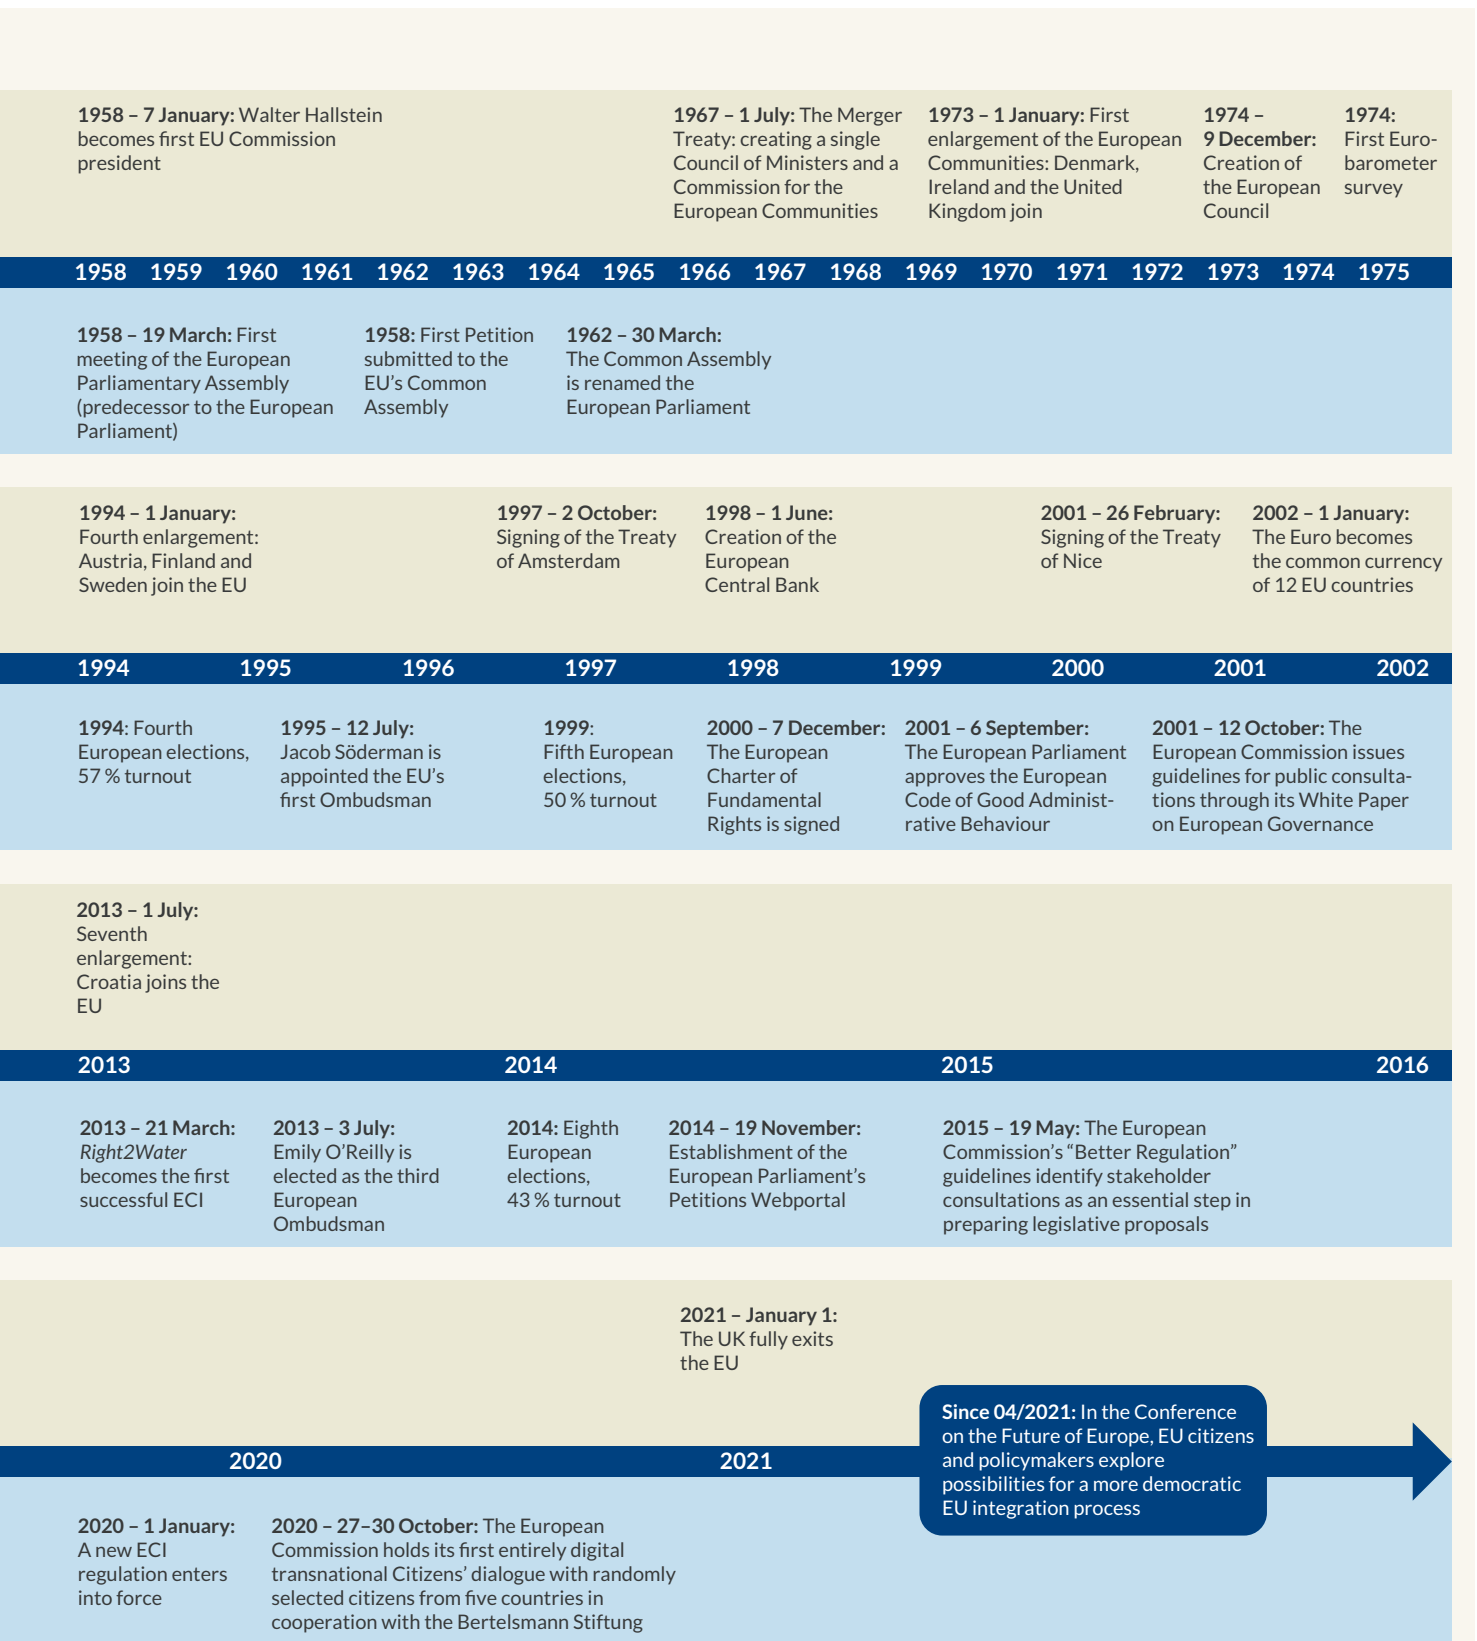 1958 – 7 January: Walter Hallstein
becomes first EU Commission
president
1967 – 1 July: The Merger
Treaty: creating a single
Council of Ministers and a
Commission for the
European Communities
1973 – 1 January: First
enlargement of the European
Communities: Denmark,
Ireland and the United
Kingdom join
1974 –
9 December:
Creation of
the European
Council
1974:
First Euro-
barometer
survey
1958 1959 1960 1961 1962 1963 1964 1965 1966 1967 1968 1969 1970 1971 1972 1973 1974 1975
1958 – 19 March: First
meeting of the European
Parliamentary Assembly
(predecessor to the European
Parliament)
1958: First Petition
submitted to the
EU’s Common
Assembly
1962 – 30 March:
The Common Assembly
is renamed the
European Parliament
1994 – 1 January:
Fourth enlargement:
Austria, Finland and
Sweden join the EU
1997 – 2 October:
Signing of the Treaty
of Amsterdam
1998 – 1 June:
Creation of the
European
Central Bank
2001 – 26 February:
Signing of the Treaty
of Nice
2002 – 1 January:
The Euro becomes
the common currency
of 12 EU countries
1994 1995 1996 1997 1998 1999 2000 2001 2002
1994: Fourth
European elections,
57 % turnout
1995 – 12 July:
Jacob Söderman is
appointed the EU’s
first Ombudsman
1999:
Fifth European
elections,
50 % turnout
2000 – 7 December:
The European
Charter of
Fundamental
Rights is signed
2001 – 6 September:
The European Parliament
approves the European
Code of Good Administ-
rative Behaviour
2001 – 12 October: The
European Commission issues
guidelines for public consulta-
tions through its White Paper
on European Governance
2013 – 1 July:
Seventh
enlargement:
Croatia joins the
EU
2013 2014 2015 2016
2013 – 21 March:
Right2Water
becomes the first
successful ECI
2013 – 3 July:
Emily O’Reilly is
elected as the third
European
Ombudsman
2014: Eighth
European
elections,
43 % turnout
2014 – 19 November:
Establishment of the
European Parliament’s
Petitions Webportal
2015 – 19 May: The European
Commission’s “Better Regulation”
guidelines identify stakeholder
consultations as an essential step in
preparing legislative proposals
2021 – January 1:
The UK fully exits
the EU
Since 04/2021: In the Conference
on the Future of Europe, EU citizens
and policymakers explore
possibilities for a more democratic
EU integration process
2020 2021
2020 – 1 January:
A new ECI
regulation enters
into force
2020 – 27–30 October: The European
Commission holds its first entirely digital
transnational Citizens’ dialogue with randomly
selected citizens from five countries in
cooperation with the Bertelsmann Stiftung